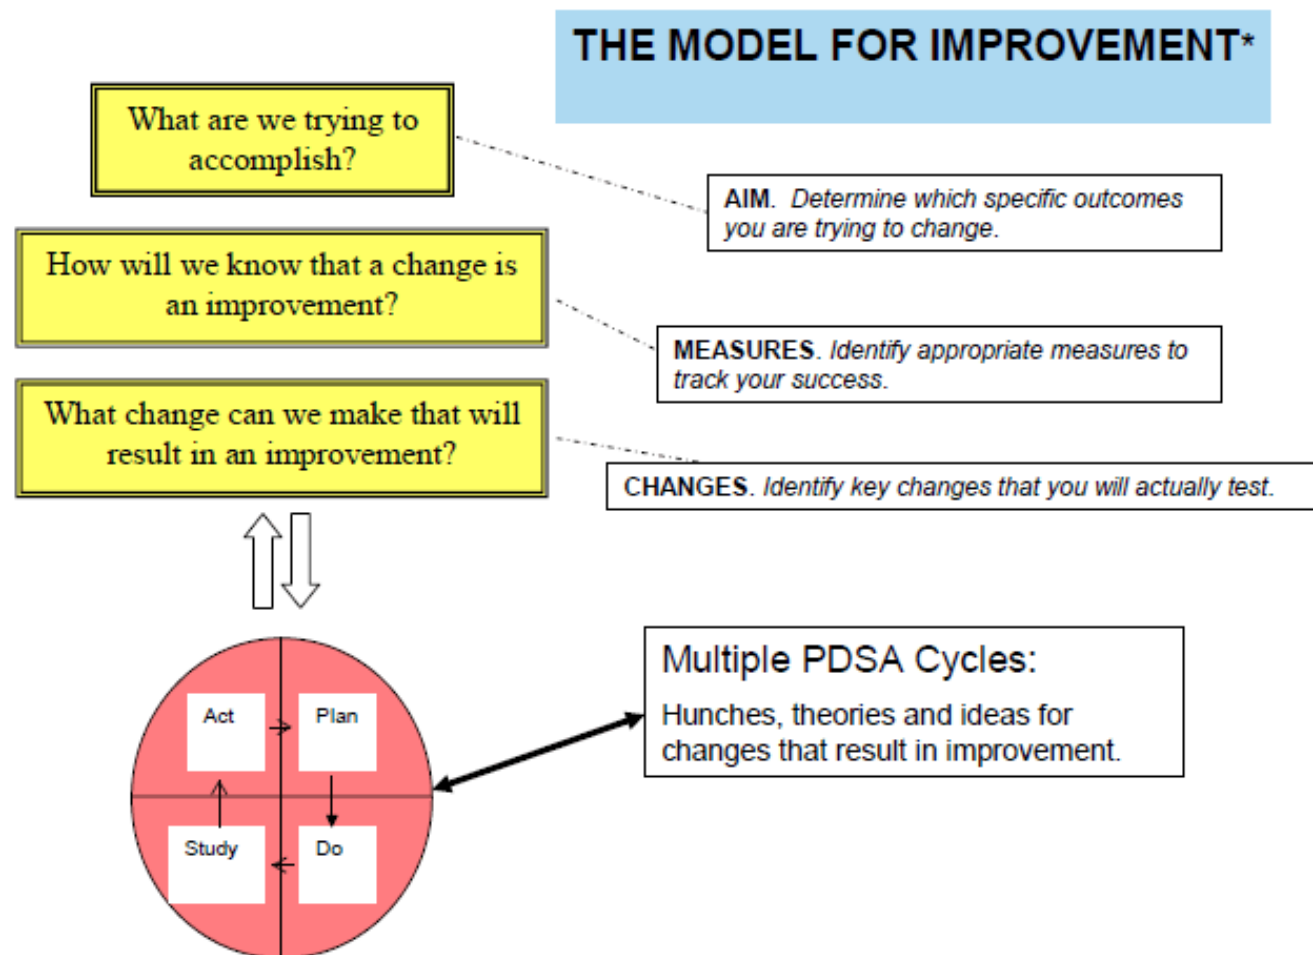 THE MODEL FOR IMPROVEMENT*
What are we trying to
accomplish?
AIM. Determine which specific outcomes
you are trying to change.
How will we know that a change is
an improvement?
MEASURES. Identify appropriate measures to
track your success.
What change can we make that will
result in an improvement?
CHANGES. Identify key changes that you will actually test.
Multiple PDSA Cycles:
Hunches, theories and ideas for
changes that result in improvement.
Act
Plan
Study
Do